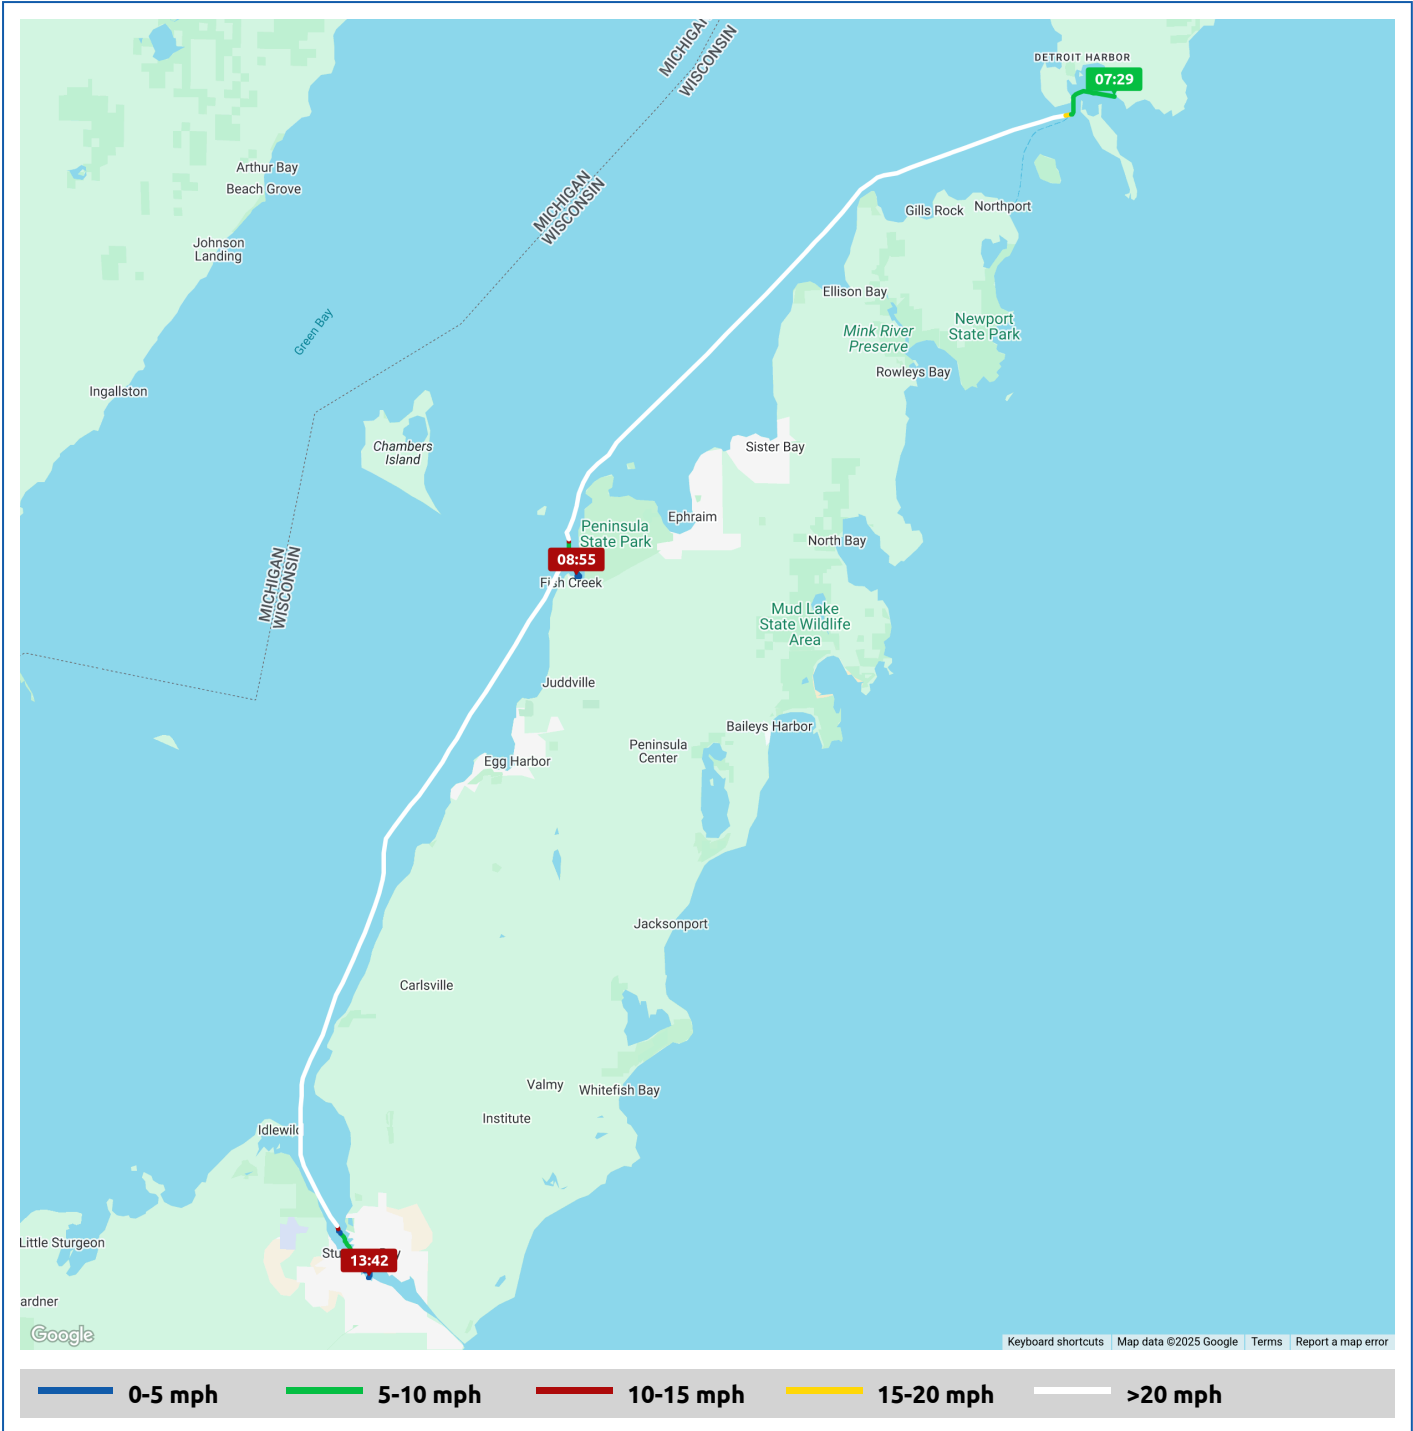 MICHIGAN
WISCONSIN
DETROIT HARBOR
07:29
Arthur Bay
Beach Grove
MICHIGAN
WISCONSIN
Gills Rock
Northport
Johnson
Landing
Ellison Bay
Green Bay
Mink River
Preserve
Newport
State Park
Rowleys Bay
Ingallston
Chambers
Island
Sister Bay
Ephraim
Peninsula
State Park
North Bay
08:55
Fish Creek
MICHIGAN
WISCONSIN
Mud Lake
State Wildlife
Area
Juddville
Baileys Harbor
Peninsula
Center
Egg Harbor
Jacksonport
Carlsville
Valmy
Whitefish Bay
Institute
Idlewild
Little Sturgeon
13:42
ardner
Google
Keyboard shortcuts
Map data ©2025 Google
Terms
Report a map error
0-5 mph
5-10 mph
10-15 mph
15-20 mph
>20 mph